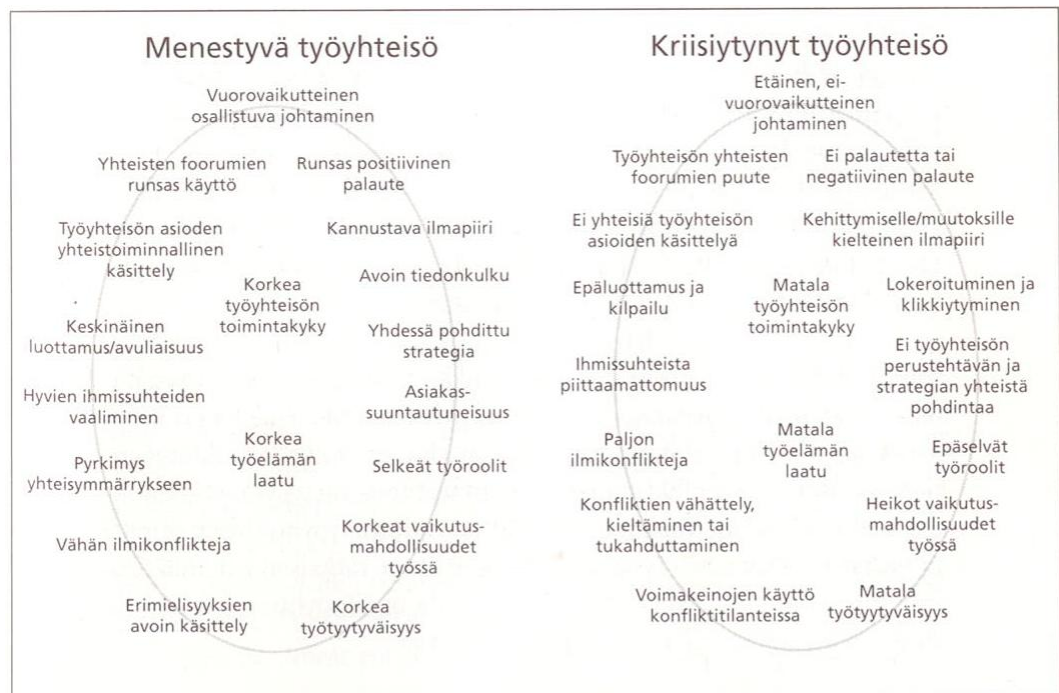 Menestyvä työyhteisö
Vuorovaikutteinen
osallistuva johtaminen
Yhteisten foorumien
runsas käyttö
Runsas positiivinen
palaute
Työyhteisön asioiden
yhteistoiminnallinen
käsittely
Kannustava ilmapiiri
Avoin tiedonkulku
Korkea
työyhteisön
toimintakyky
Keskinäinen
luottamus/avuliaisuus
Yhdessä pohdittu
strategia
Hyvien ihmissuhteiden
vaaliminen
Asiakas-
suuntautuneisuus
Korkea
työelämän
laatu
Pyrkimys
yhteisymmärrykseen
Selkeät työroolit
Vähän ilmikonflikteja
Korkeat vaikutus-
mahdollisuudet
työssä
Erimielisyyksien
avoin käsittely
Korkea
työtyytyväisyys
Kriisiytynyt työyhteisö
Etäinen, ei-
vuorovaikutteinen
johtaminen
Työyhteisön yhteisten
foorumien puute
Ei palautetta tai
negatiivinen palaute
Ei yhteisiä työyhteisön
asioiden käsittelyä
Kehittymiselle/muutoksille
kielteinen ilmapiiri
Epäluottamus ja
kilpailu
Matala
työyhteisön
toimintakyky
Lokeroituminen ja
klikkiytyminen
Ihmissuhteista
piittaamattomuus
Ei työyhteisön
perustehtävän ja
strategian yhteistä
pohdintaa
Paljon
ilmikonflikteja
Matala
työelämän
laatu
Epäselvät
työroolit
Konfliktien vähättely,
kieltäminen tai
tukahduttaminen
Heikot vaikutus-
mahdollisuudet
työssä
Voimakeinojen käyttö
konfliktitilanteissa
Matala
työtyytyväisyys